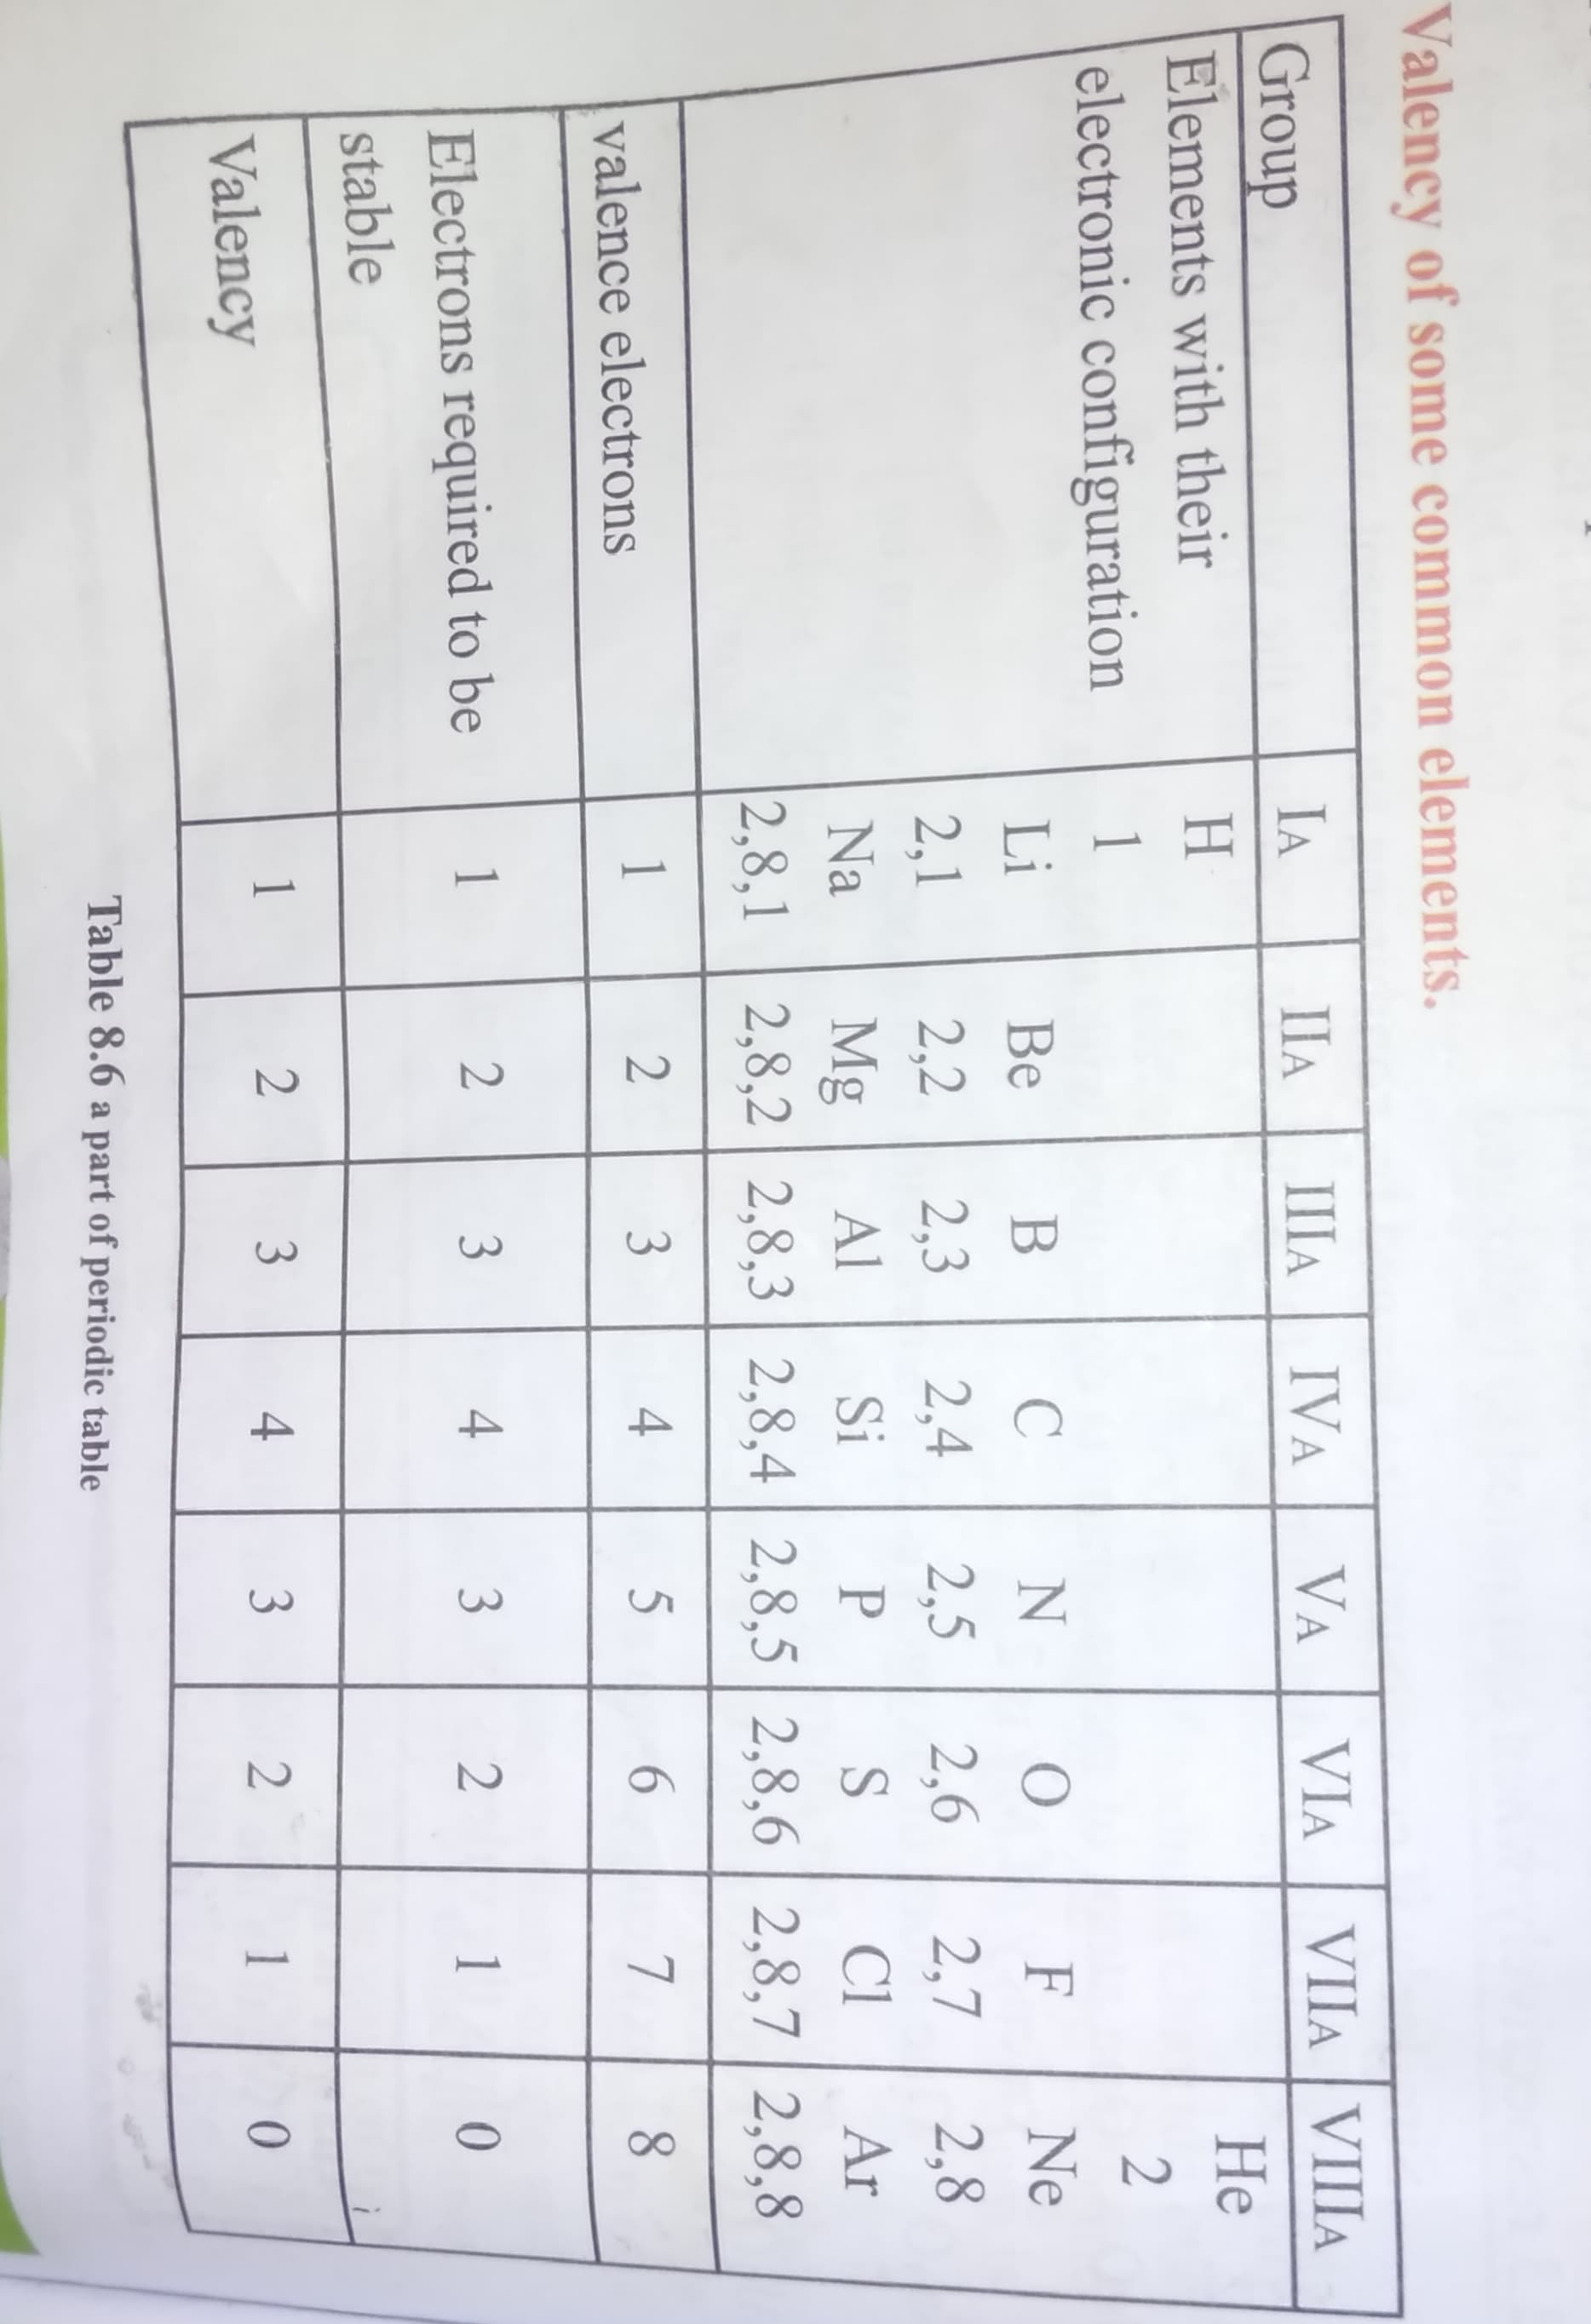 Valency of some common elements.
Group IA IIA IIIA IVA VA VIA VIIA VIIIA
Elements with their H He
electronic configuration 1 2
Li Be B C N O F Ne
2,1 2,2 2,3 2,4 2,5 2,6 2,7 2,8
Na Mg Al Si P S Cl Ar
2,8,1 2,8,2 2,8,3 2,8,4 2,8,5 2,8,6 2,8,7 2,8,8
valence electrons 1 2 3 4 5 6 7 8
Electrons required to be 1 2 3 4 3 2 1 0
stable
Valency 1 2 3 4 3 2 1 0
Table 8.6 a part of periodic table